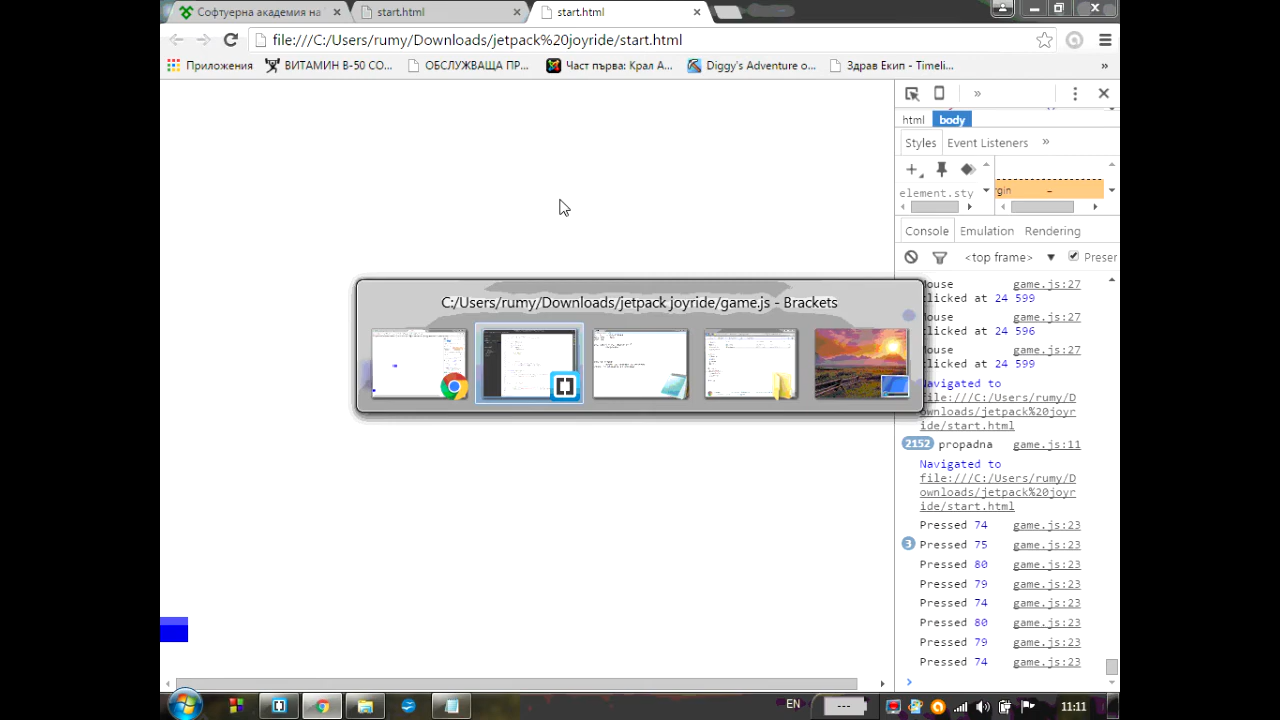 Софтуерна академия на
start.html
start.html
file:///C:/Users/rumy/Downloads/jetpack%20joyride/start.html
Приложения
ВИТАМИН B-50 CO...
ОБСЛУЖВАЩА ПР...
Част първа: Крал А...
Diggy's Adventure o...
Здрав Екип - Timeli...
»
»
html
body
Styles
Event Listeners
»
element.sty
rgin
–
Console
Emulation
Rendering
<top frame>
Preser
C:/Users/rumy/Downloads/jetpack joyride/game.js - Brackets
Mouse game.js:27
clicked at 24 599
Mouse game.js:27
clicked at 24 596
Mouse game.js:27
clicked at 24 599
Navigated to
file:///C:/Users/rumy/D
ownloads/jetpack%20joyr
ide/start.html
2152 propadna game.js:11
Navigated to
file:///C:/Users/rumy/D
ownloads/jetpack%20joyr
ide/start.html
Pressed 74 game.js:23
3 Pressed 75 game.js:23
Pressed 80 game.js:23
Pressed 79 game.js:23
Pressed 74 game.js:23
Pressed 80 game.js:23
Pressed 79 game.js:23
Pressed 74 game.js:23
EN
---
11:11